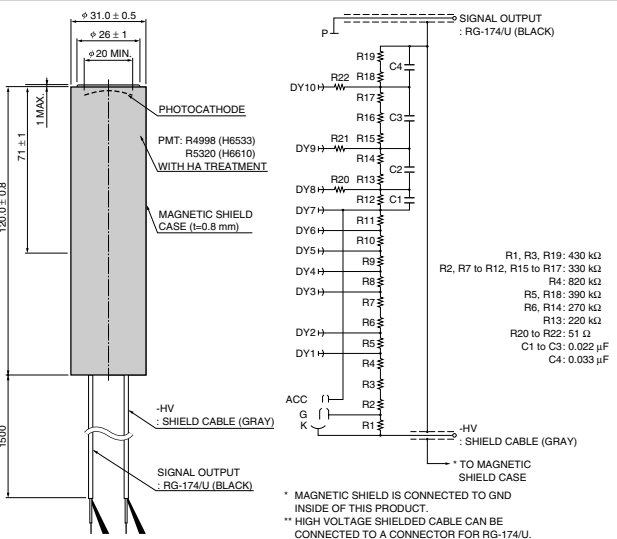 φ 31.0 ± 0.5
φ 26 ± 1
φ 20 MIN.
1 MAX.
71 ± 1
120.0 ± 0.8
1500
PHOTOCATHODE
PMT: R4998 (H6533)
R5320 (H6610)
WITH HA TREATMENT
MAGNETIC SHIELD
CASE (t=0.8 mm)
-HV
: SHIELD CABLE (GRAY)
SIGNAL OUTPUT
: RG-174/U (BLACK)
SIGNAL OUTPUT
: RG-174/U (BLACK)
P
R19
C4
R22
R18
DY10
R17
R16
C3
R21
R15
DY9
R14
C2
R20
R13
DY8
R12
C1
DY7
R11
DY6
R10
DY5
R9
DY4
R8
DY3
R7
R6
DY2
R5
DY1
R4
R3
ACC
R2
G
K
R1
-HV
: SHIELD CABLE (GRAY)
* TO MAGNETIC
SHIELD CASE
R1, R3, R19: 430 kΩ
R2, R7 to R12, R15 to R17: 330 kΩ
R4: 820 kΩ
R5, R18: 390 kΩ
R6, R14: 270 kΩ
R13: 220 kΩ
R20 to R22: 51 Ω
C1 to C3: 0.022 µF
C4: 0.033 µF
* MAGNETIC SHIELD IS CONNECTED TO GND
INSIDE OF THIS PRODUCT.
** HIGH VOLTAGE SHIELDED CABLE CAN BE
CONNECTED TO A CONNECTOR FOR RG-174/U.